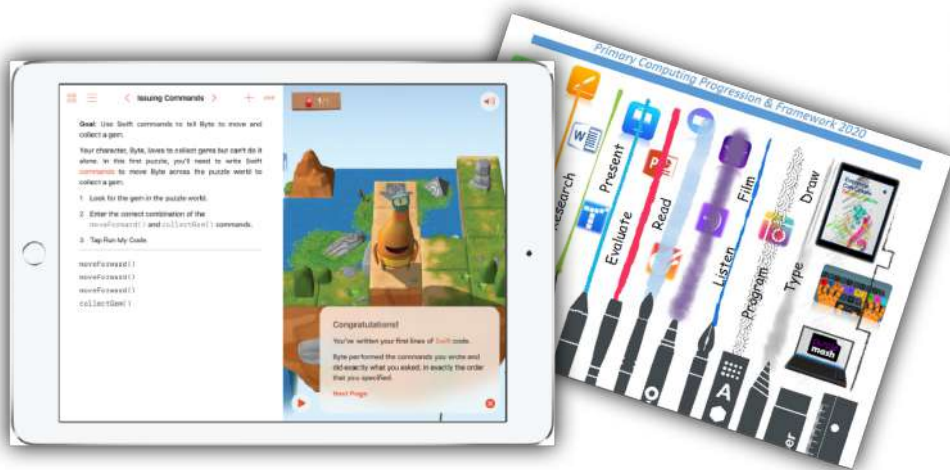 Issuing Commands
1/1
Goal: Use Swift commands to tell Byte to move and
collect a gem.
Your character, Byte, loves to collect gems but can't do it
alone. In this first puzzle, you'll need to write Swift
commands to move Byte across the puzzle world to
collect a gem:
1 Look for the gem in the puzzle world.
2 Enter the correct combination of the
moveForward() and collectGem() commands.
3 Tap Run My Code.
moveForward()
moveForward()
moveForward()
collectGem()
Congratulations!
You've written your first lines of Swift code.
Byte performed the commands you wrote and
did exactly what you asked, in exactly the order
that you specified.
Next Page
Primary Computing Progression & Framework 2020
Research
Present
Evaluate
Read
Listen
Film
Program
Type
Draw
W
A
mash
er